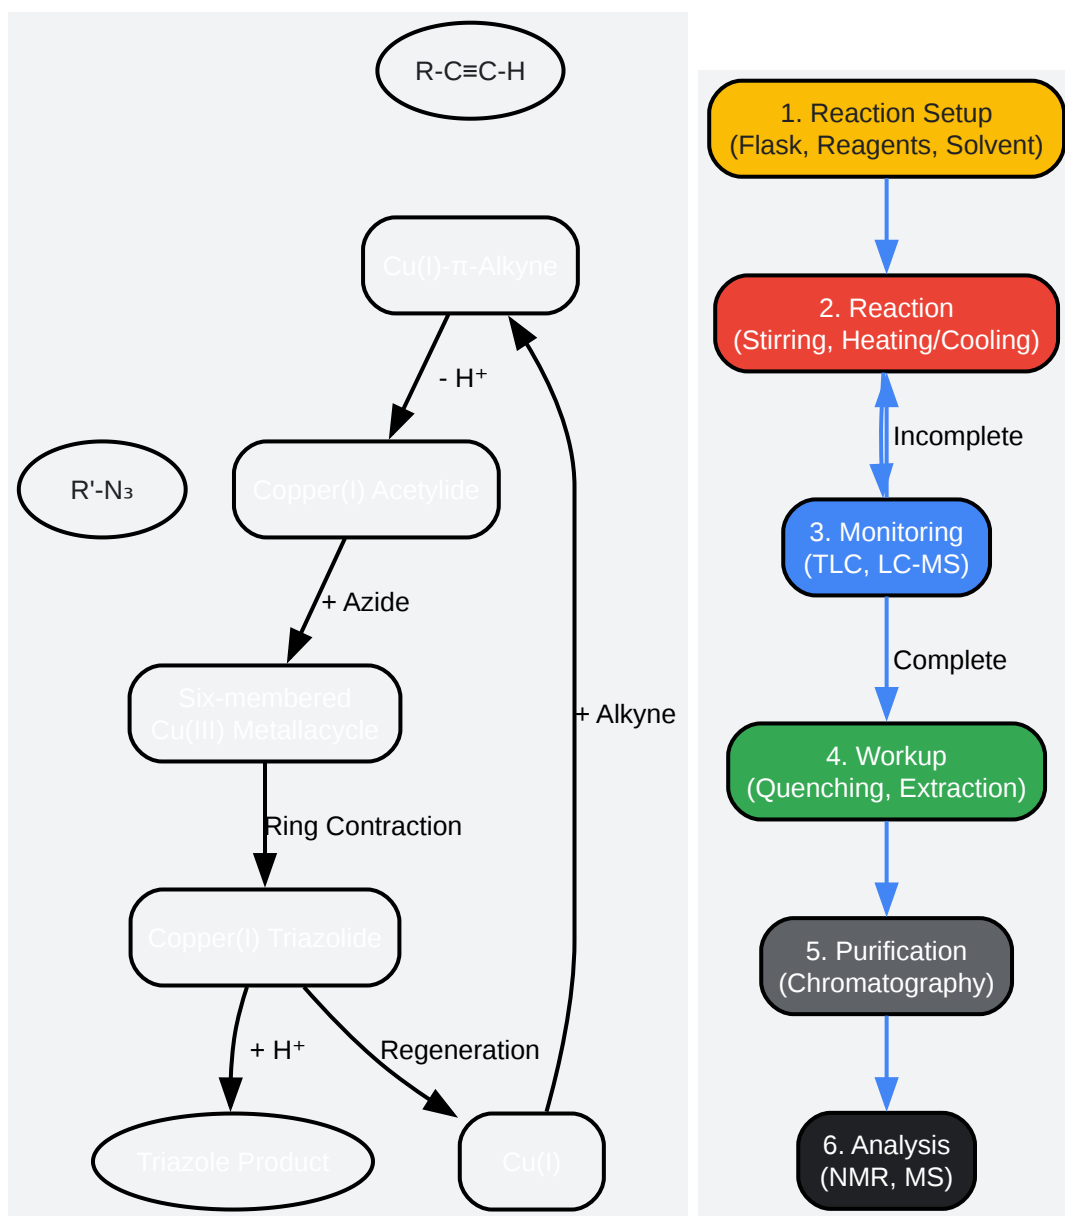 R-C≡C-H
Cu(I)-π-Alkyne
- H⁺
R'-N₃
Copper(I) Acetylide
+ Azide
Six-membered
Cu(III) Metallacycle
+ Alkyne
Ring Contraction
Copper(I) Triazolide
+ H⁺
Regeneration
Triazole Product
Cu(I)
1. Reaction Setup
(Flask, Reagents, Solvent)
2. Reaction
(Stirring, Heating/Cooling)
Incomplete
3. Monitoring
(TLC, LC-MS)
Complete
4. Workup
(Quenching, Extraction)
5. Purification
(Chromatography)
6. Analysis
(NMR, MS)